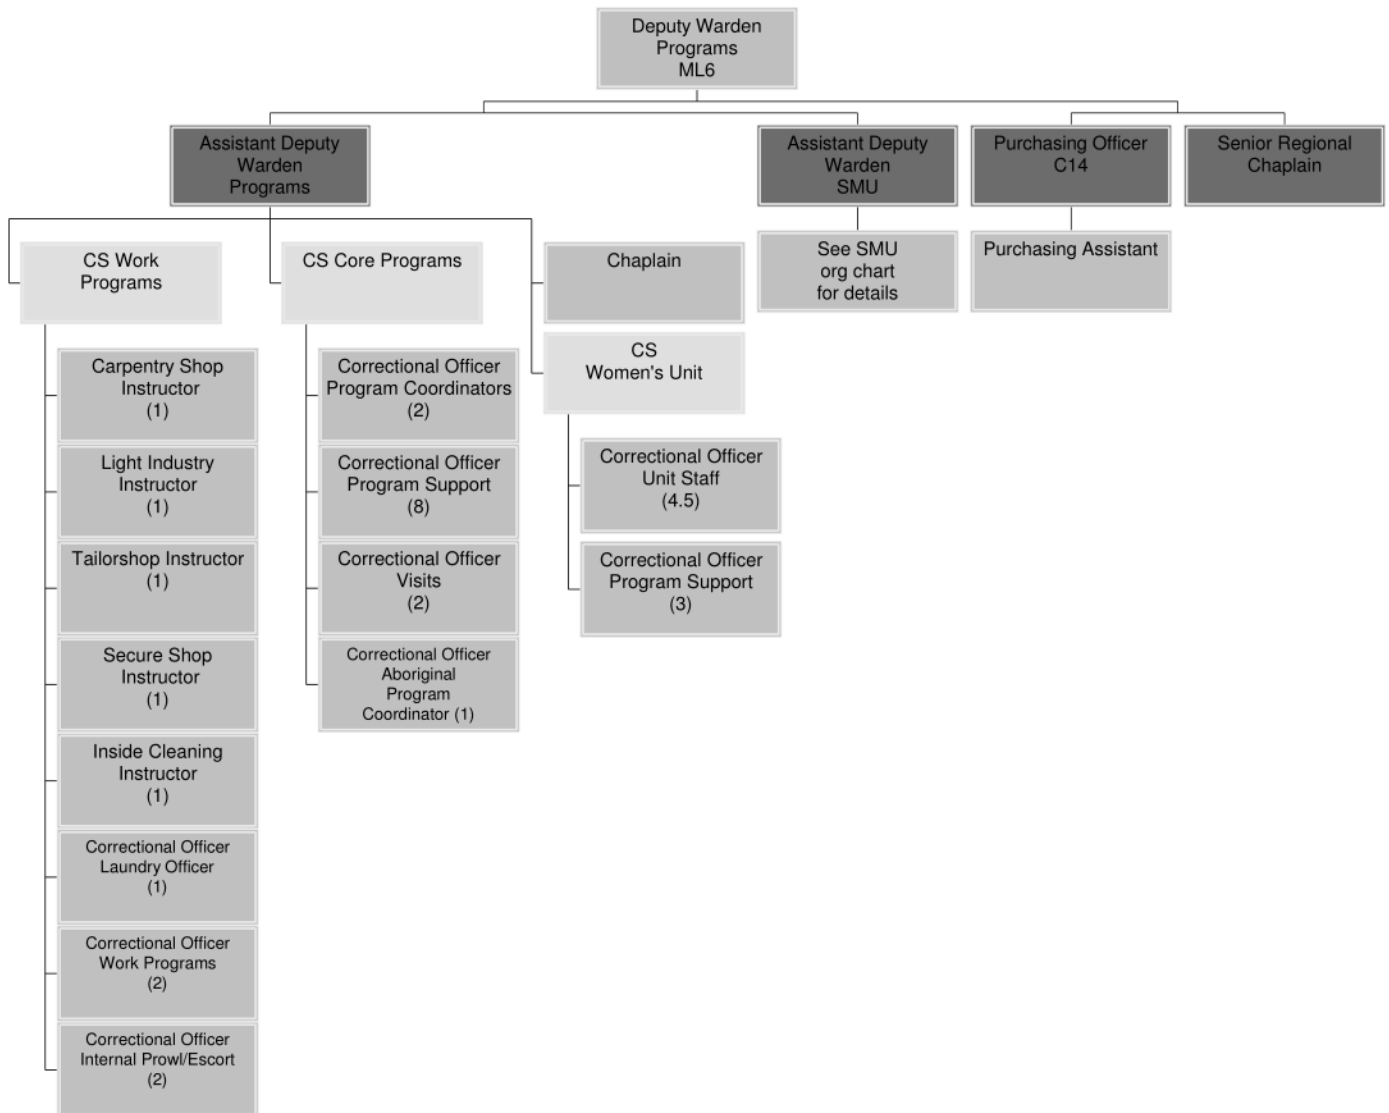 Deputy Warden
Programs
ML6
Assistant Deputy
Warden
Programs
Assistant Deputy
Warden
SMU
Purchasing Officer
C14
Senior Regional
Chaplain
CS Work
Programs
CS Core Programs
Chaplain
See SMU
org chart
for details
Purchasing Assistant
CS
Women's Unit
Carpentry Shop
Instructor
(1)
Light Industry
Instructor
(1)
Tailorshop Instructor
(1)
Secure Shop
Instructor
(1)
Inside Cleaning
Instructor
(1)
Correctional Officer
Laundry Officer
(1)
Correctional Officer
Work Programs
(2)
Correctional Officer
Internal Prowl/Escort
(2)
Correctional Officer
Program Coordinators
(2)
Correctional Officer
Program Support
(8)
Correctional Officer
Visits
(2)
Correctional Officer
Aboriginal
Program
Coordinator (1)
Correctional Officer
Unit Staff
(4.5)
Correctional Officer
Program Support
(3)